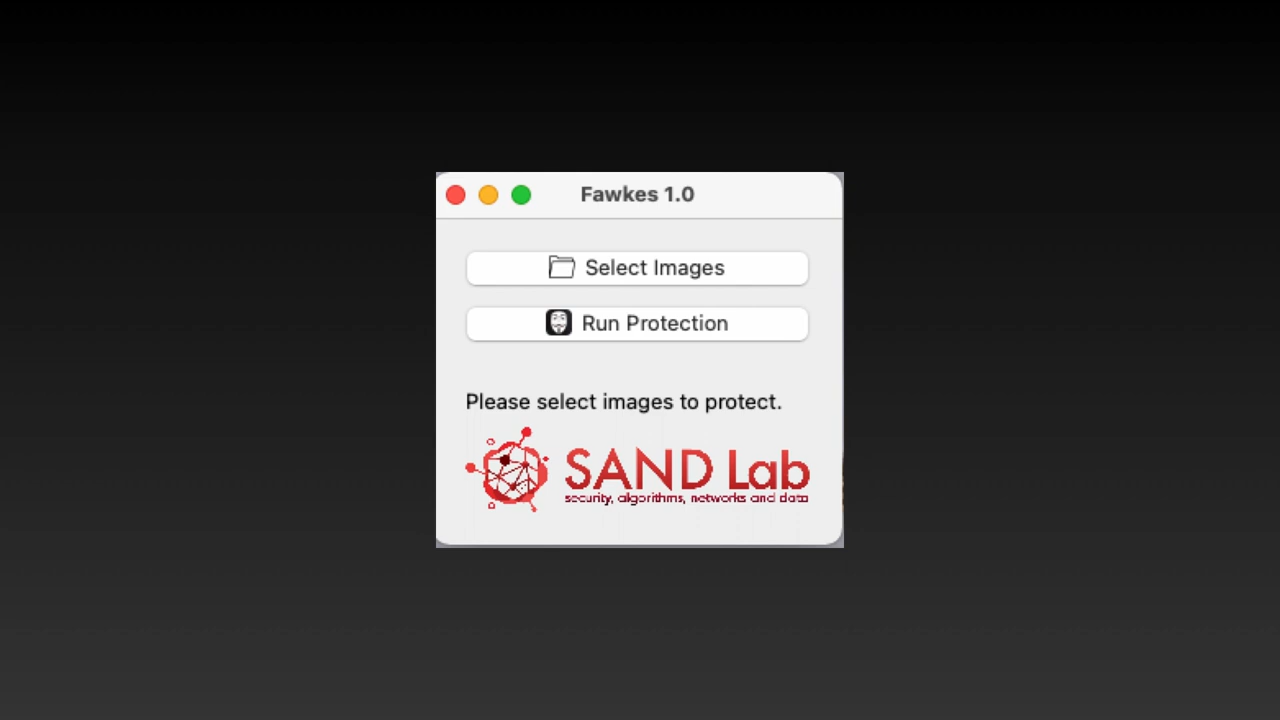 Fawkes 1.0
Select Images
Run Protection
Please select images to protect.
SAND Lab
security, algorithms, networks and data